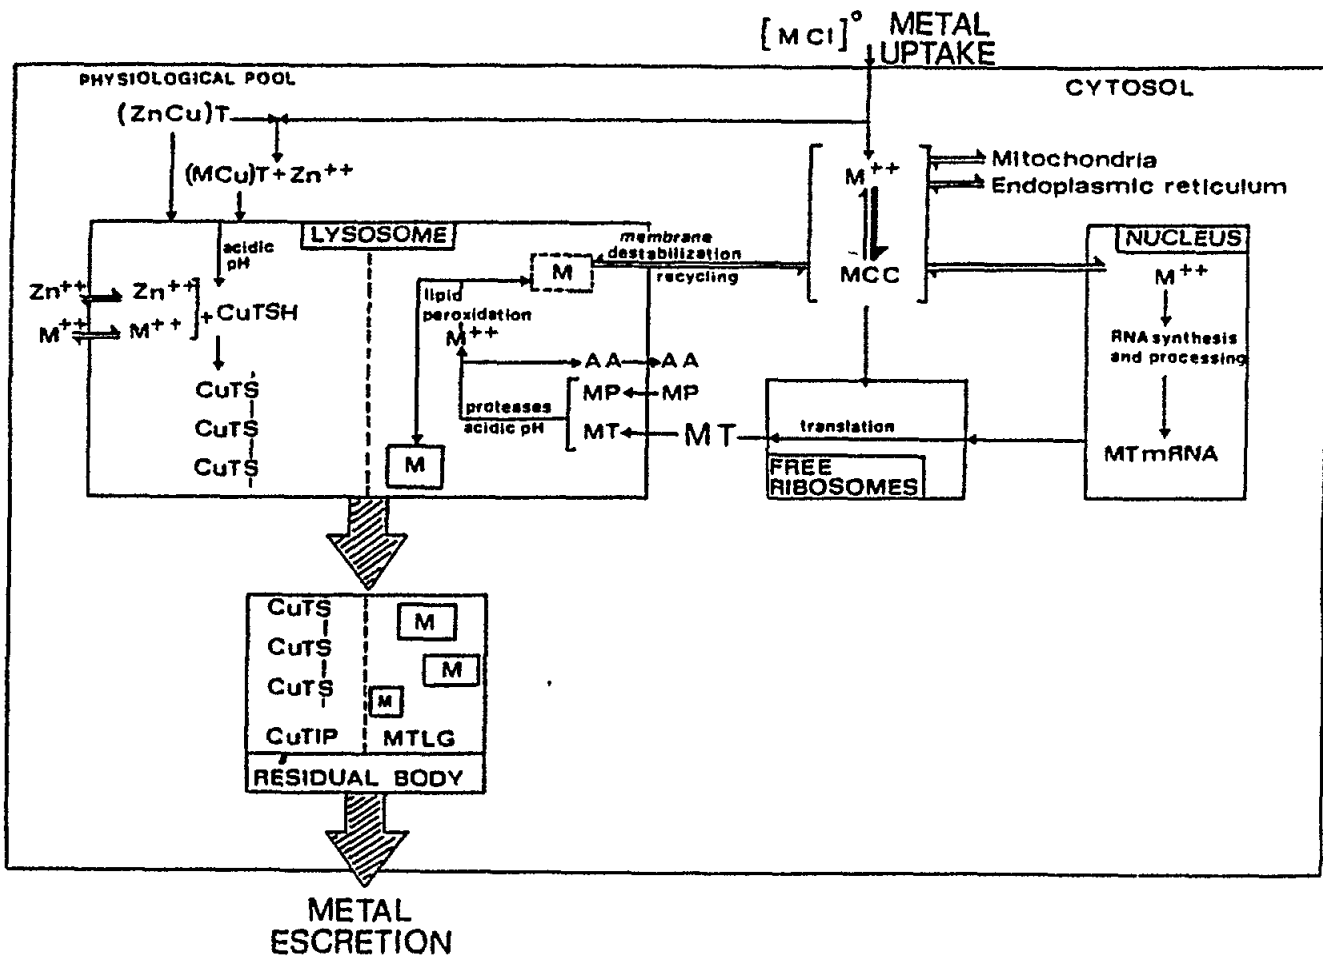 [MCl]° METAL
UPTAKE
PHYSIOLOGICAL POOL
CYTOSOL
(ZnCu)T
(MCu)T+Zn++
M++
MCC
Mitochondria
Endoplasmic reticulum
LYSOSOME
acidic
pH
Zn++ Zn++
M++ M++
+CuTSH
CuTS
CuTS
CuTS
membrane
destabilization
recycling
M
lipid
peroxidation
M++
AA AA
MP MP
proteases
acidic pH
MT MT
M
translation
FREE
RIBOSOMES
NUCLEUS
M++
RNA synthesis
and processing
MTmRNA
CuTS
CuTS
CuTS
CuTIP
M
M
M
MTLG
RESIDUAL BODY
METAL
ESCRETION